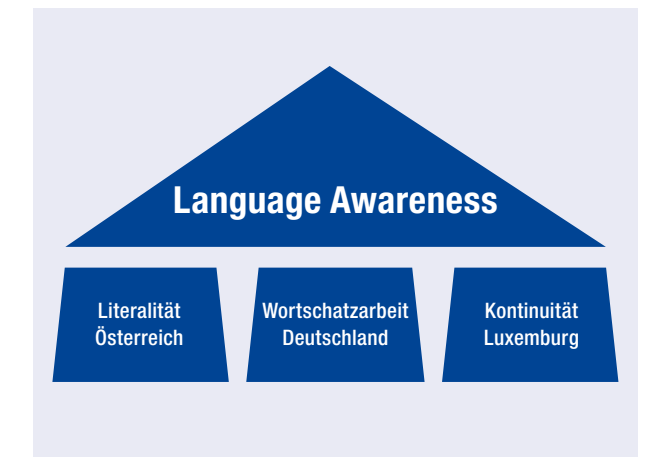 Language Awareness
Literalität
Österreich
Wortschatzarbeit
Deutschland
Kontinuität
Luxemburg